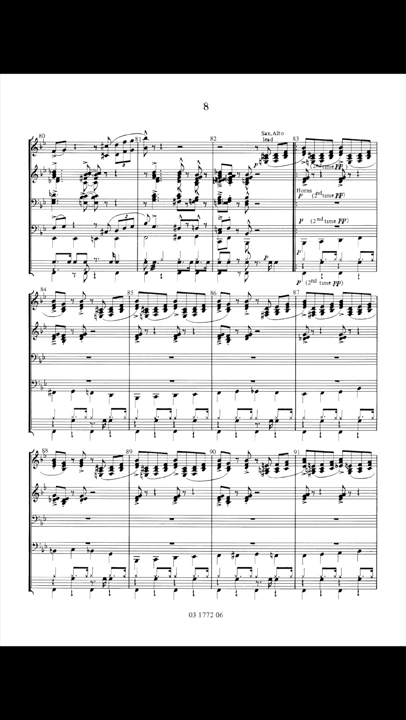 8
80 81 82 83
Sax. Alto
lead
p (2nd time pp)
Horns
p (2nd time pp)
p (2nd time pp)
p (2nd time pp)
84 85 86 87
88 89 90 91
03 1772 06